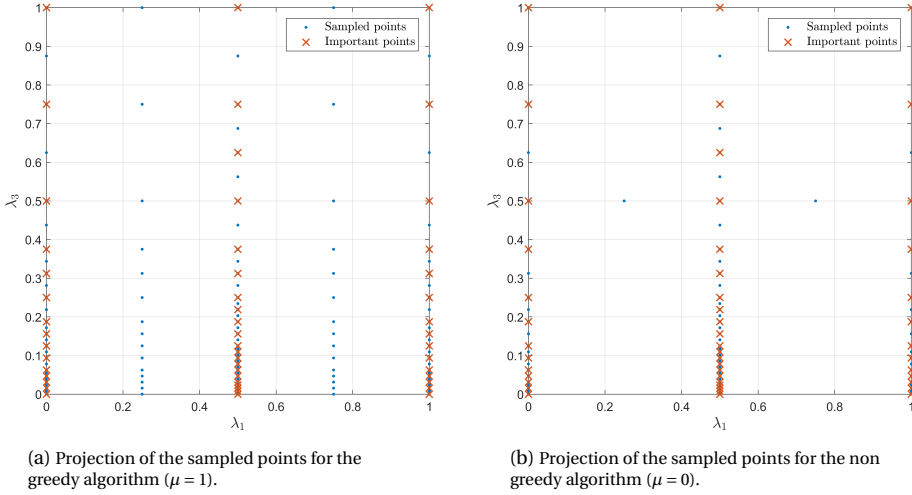 1
0.9
0.8
0.7
0.6
0.5
0.4
0.3
0.2
0.1
0
λ3
0 0.2 0.4 0.6 0.8 1
λ1
Sampled points
Important points
(a) Projection of the sampled points for the
greedy algorithm (μ = 1).
1
0.9
0.8
0.7
0.6
0.5
0.4
0.3
0.2
0.1
0
λ3
0 0.2 0.4 0.6 0.8 1
λ1
Sampled points
Important points
(b) Projection of the sampled points for the non
greedy algorithm (μ = 0).